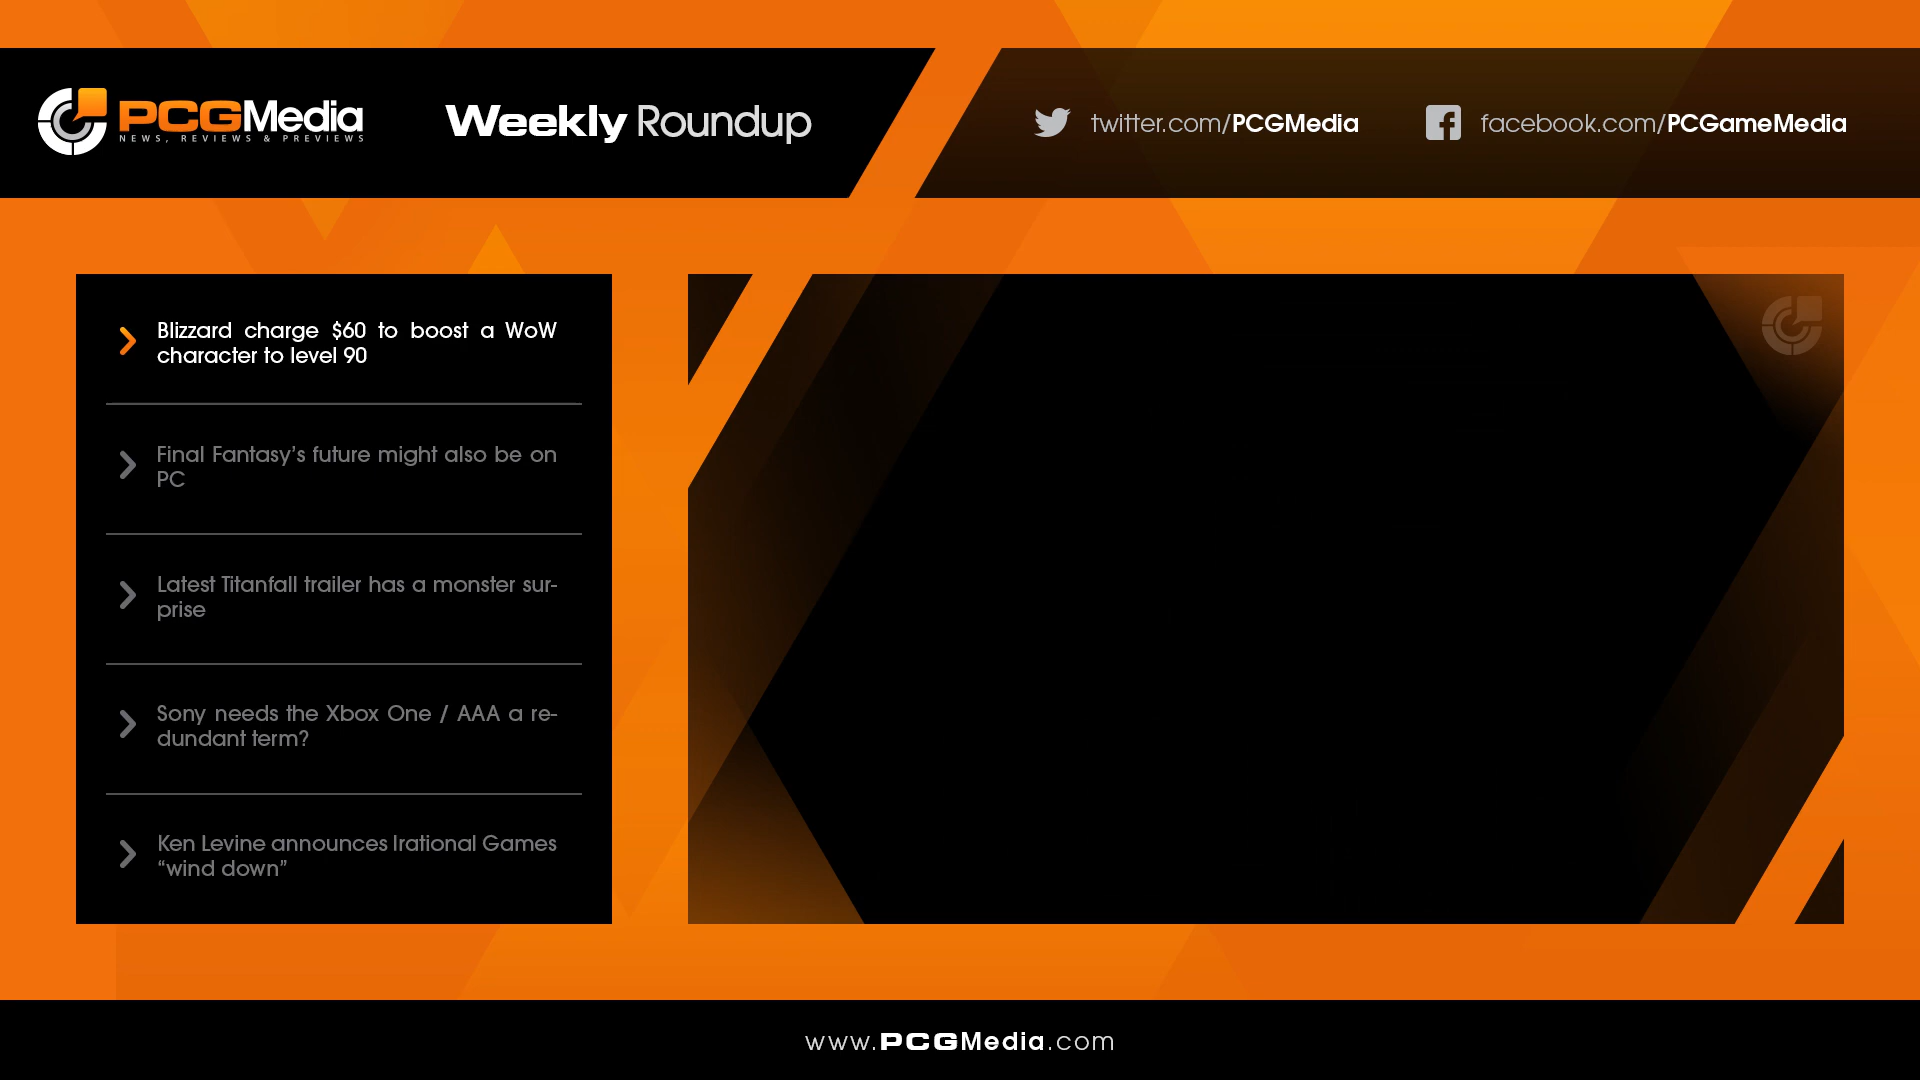 PCGMedia
NEWS, REVIEWS & PREVIEWS
Weekly Roundup
twitter.com/PCGMedia
facebook.com/PCGameMedia
Blizzard charge $60 to boost a WoW
character to level 90
Final Fantasy’s future might also be on
PC
Latest Titanfall trailer has a monster sur-
prise
Sony needs the Xbox One / AAA a re-
dundant term?
Ken Levine announces Irational Games
“wind down”
www.PCGMedia.com